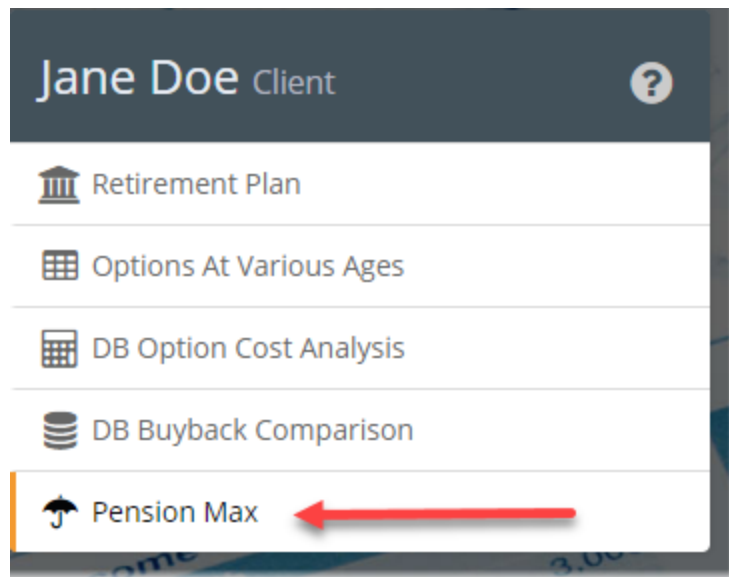 Jane Doe Client
?
Retirement Plan
Options At Various Ages
DB Option Cost Analysis
DB Buyback Comparison
Pension Max